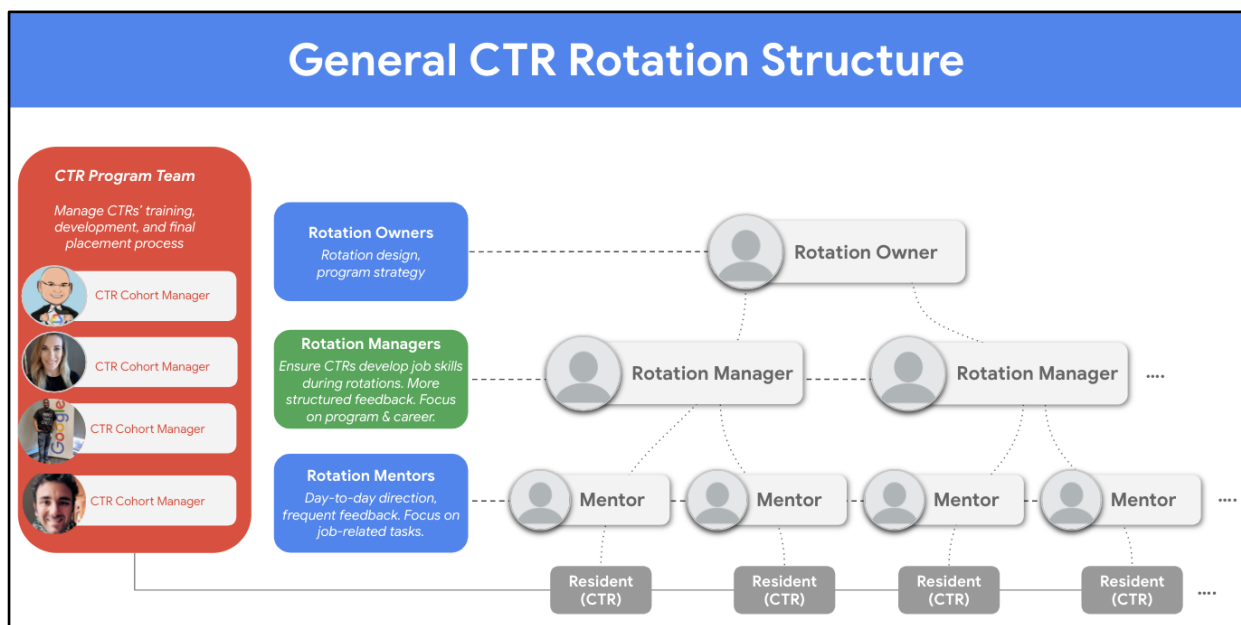 General CTR Rotation Structure
CTR Program Team
Manage CTRs' training,
development, and final
placement process
CTR Cohort Manager
CTR Cohort Manager
Google
CTR Cohort Manager
CTR Cohort Manager
Rotation Owners
Rotation design,
program strategy
Rotation Owner
Rotation Managers
Ensure CTRs develop job skills
during rotations. More
structured feedback. Focus
on program & career.
Rotation Manager
Rotation Manager
....
Rotation Mentors
Day-to-day direction,
frequent feedback. Focus on
job-related tasks.
Mentor
Mentor
Mentor
Mentor
....
Resident
(CTR)
Resident
(CTR)
Resident
(CTR)
Resident
(CTR)
....